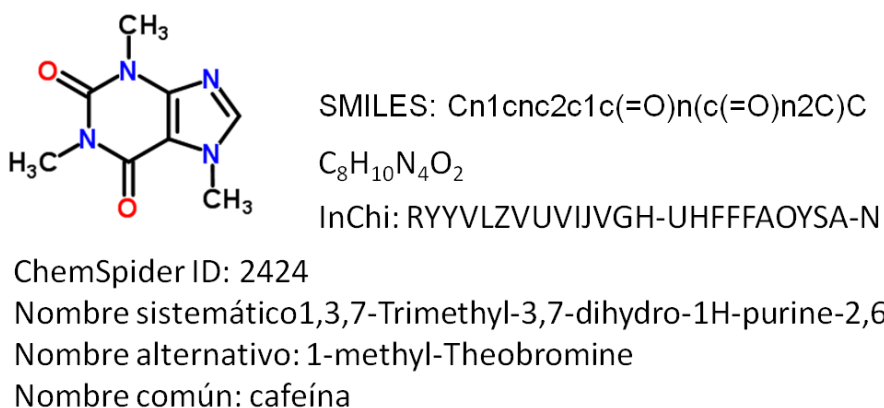 CH₃
O
N
N
N
H₃C
N
CH₃
O
SMILES: Cn1cnc2c1c(=O)n(c(=O)n2C)C
C₈H₁₀N₄O₂
InChi: RYYVLZVUVIJVGH-UHFFFAOYSA-N
ChemSpider ID: 2424
Nombre sistemático1,3,7-Trimethyl-3,7-dihydro-1H-purine-2,6
Nombre alternativo: 1-methyl-Theobromine
Nombre común: cafeína